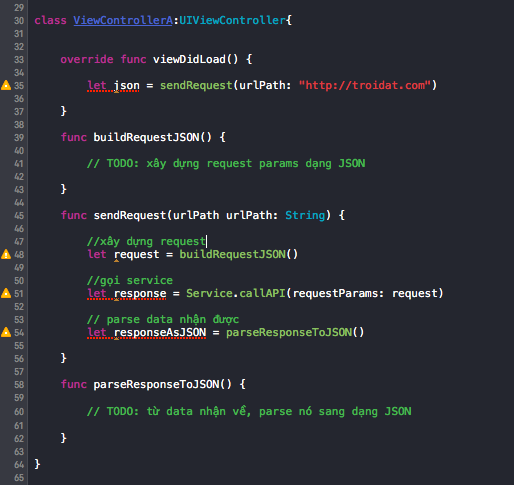 29
30 class ViewControllerA:UIViewController{
31
32
33 override func viewDidLoad() {
34
35 let json = sendRequest(urlPath: "http://troidat.com")
36
37 }
38
39 func buildRequestJSON() {
40
41 // TODO: xây dựng request params dạng JSON
42
43 }
44
45 func sendRequest(urlPath urlPath: String) {
46
47 //xây dựng request
48 let request = buildRequestJSON()
49
50 //gọi service
51 let response = Service.callAPI(requestParams: request)
52
53 // parse data nhận được
54 let responseAsJSON = parseResponseToJSON()
55
56 }
57
58 func parseResponseToJSON() {
59
60 // TODO: từ data nhận về, parse nó sang dạng JSON
61
62 }
63
64 }
65